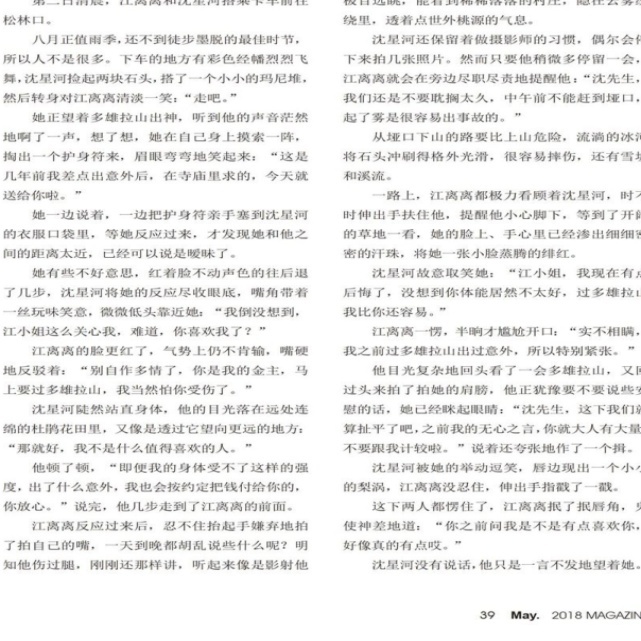 第二日清晨，江离离和沈星河搭乘卡车前往
松林口。
八月正值雨季，还不到徒步墨脱的最佳时节，
所以人不是很多。下车的地方有彩色经幡烈烈飞
舞，沈星河捡起两块石头，搭了一个小小的玛尼堆，
然后转身对江离离清淡一笑：“走吧。”
她正望着多雄拉山出神，听到他的声音茫然
地啊了一声，想了想，她在自己身上摸索一阵，
掏出一个护身符来，眉眼弯弯地笑起来：“这是
几年前我差点出意外后，在寺庙里求的，今天就
送给你啦。”
她一边说着，一边把护身符亲手塞到沈星河
的衣服口袋里，等她反应过来，才发现她和他之
间的距离太近，已经可以说是暧昧了。
她有些不好意思，红着脸不动声色的往后退
了几步，沈星河将她的反应尽收眼底，嘴角带着
一丝玩味笑意，微微低头靠近她：“我倒没想到，
江小姐这么关心我，难道，你喜欢我了？”
江离离的脸更红了，气势上仍不肯输，嘴硬
地反驳着：“别自作多情了，你是我的金主，马
上要过多雄拉山，我当然怕你受伤了。”
沈星河陡然站直身体，他的目光落在远处连
绵的杜鹃花田里，又像是透过它望向更远的地方：
“那就好，我不是什么值得喜欢的人。”
他顿了顿，“即便我的身体受不了这样的强
度，出了什么意外，我也会按约定把钱付给你的，
你放心。”说完，他几步走到了江离离的前面。
江离离反应过来后，忍不住抬起手嫌弃地拍
了拍自己的嘴，一天到晚都胡乱说些什么呢？明
知他伤过腿，刚刚还那样讲，听起来像是影射他
极目远眺，能看到稀稀落落的村庄，隐在云雾
绕里，透着点世外桃源的气息。
沈星河还保留着做摄影师的习惯，偶尔会停
下来拍几张照片。然而只要他稍微多停留一会，
江离离就会在旁边尽职尽责地提醒他：“沈先生，
我们还是不要耽搁太久，中午前不能赶到垭口，
起了雾是很容易出事故的。”
从垭口下山的路要比上山危险，流淌的冰河
将石头冲刷得格外光滑，很容易摔伤，还有雪坡
和溪流。
一路上，江离离都极力看顾着沈星河，时不
时伸出手扶住他，提醒他小心脚下，等到了开阔
的草地一看，她的脸上、手心里已经渗出细细密
密的汗珠，将她一张小脸蒸腾的绯红。
沈星河故意取笑她：“江小姐，我现在有点
后悔了，没想到你体能居然不太好，过多雄拉山
我比你还容易。”
江离离一愣，半晌才尴尬开口：“实不相瞒，
我之前过多雄拉山出过意外，所以特别紧张。”
他目光复杂地回头看了一会多雄拉山，又回
过头来拍了拍她的肩膀，他正犹豫要不要说些安
慰的话，她已经眯起眼睛：“沈先生，这下我们就
算扯平了吧，之前我的无心之言，你就大人有大量
不要跟我计较啦。”说着还夸张地作了一个揖。
沈星河被她的举动逗笑，唇边现出一个小小
的梨涡，江离离没忍住，伸出手指戳了一戳。
这下两人都愣住了，江离离抿了抿唇角，鬼
使神差地道：“你之前问我是不是有点喜欢你，
好像真的有点哎。”
沈星河没有说话，他只是一言不发地望着她。
39 May. 2018 MAGAZIN